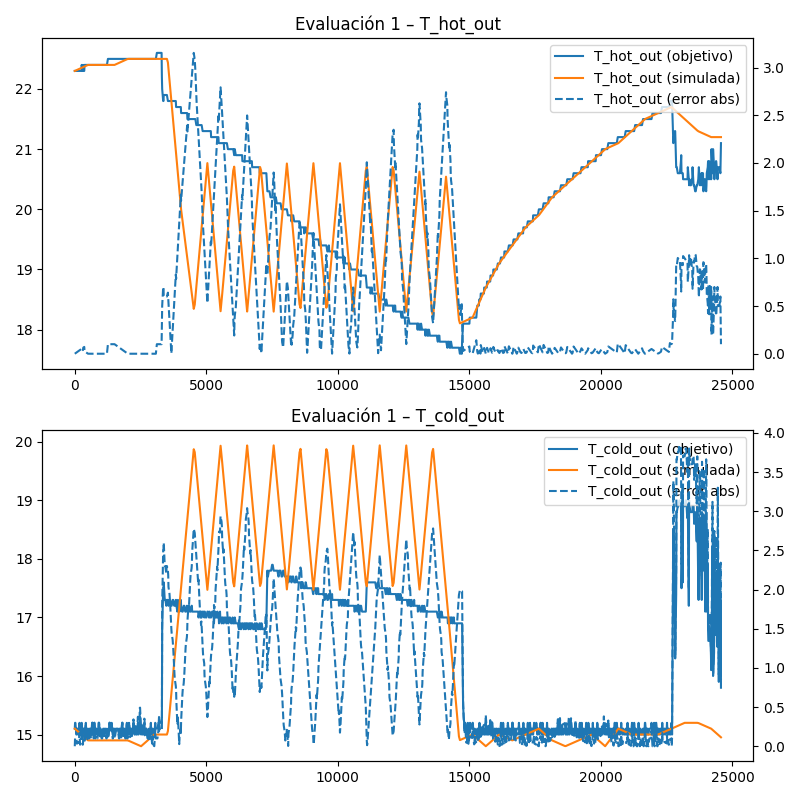 Evaluación 1 – T_hot_out
T_hot_out (objetivo)
T_hot_out (simulada)
T_hot_out (error abs)
22
21
20
19
18
3.0
2.5
2.0
1.5
1.0
0.5
0.0
0 5000 10000 15000 20000 25000
Evaluación 1 – T_cold_out
T_cold_out (objetivo)
T_cold_out (simulada)
T_cold_out (error abs)
20
19
18
17
16
15
4.0
3.5
3.0
2.5
2.0
1.5
1.0
0.5
0.0
0 5000 10000 15000 20000 25000